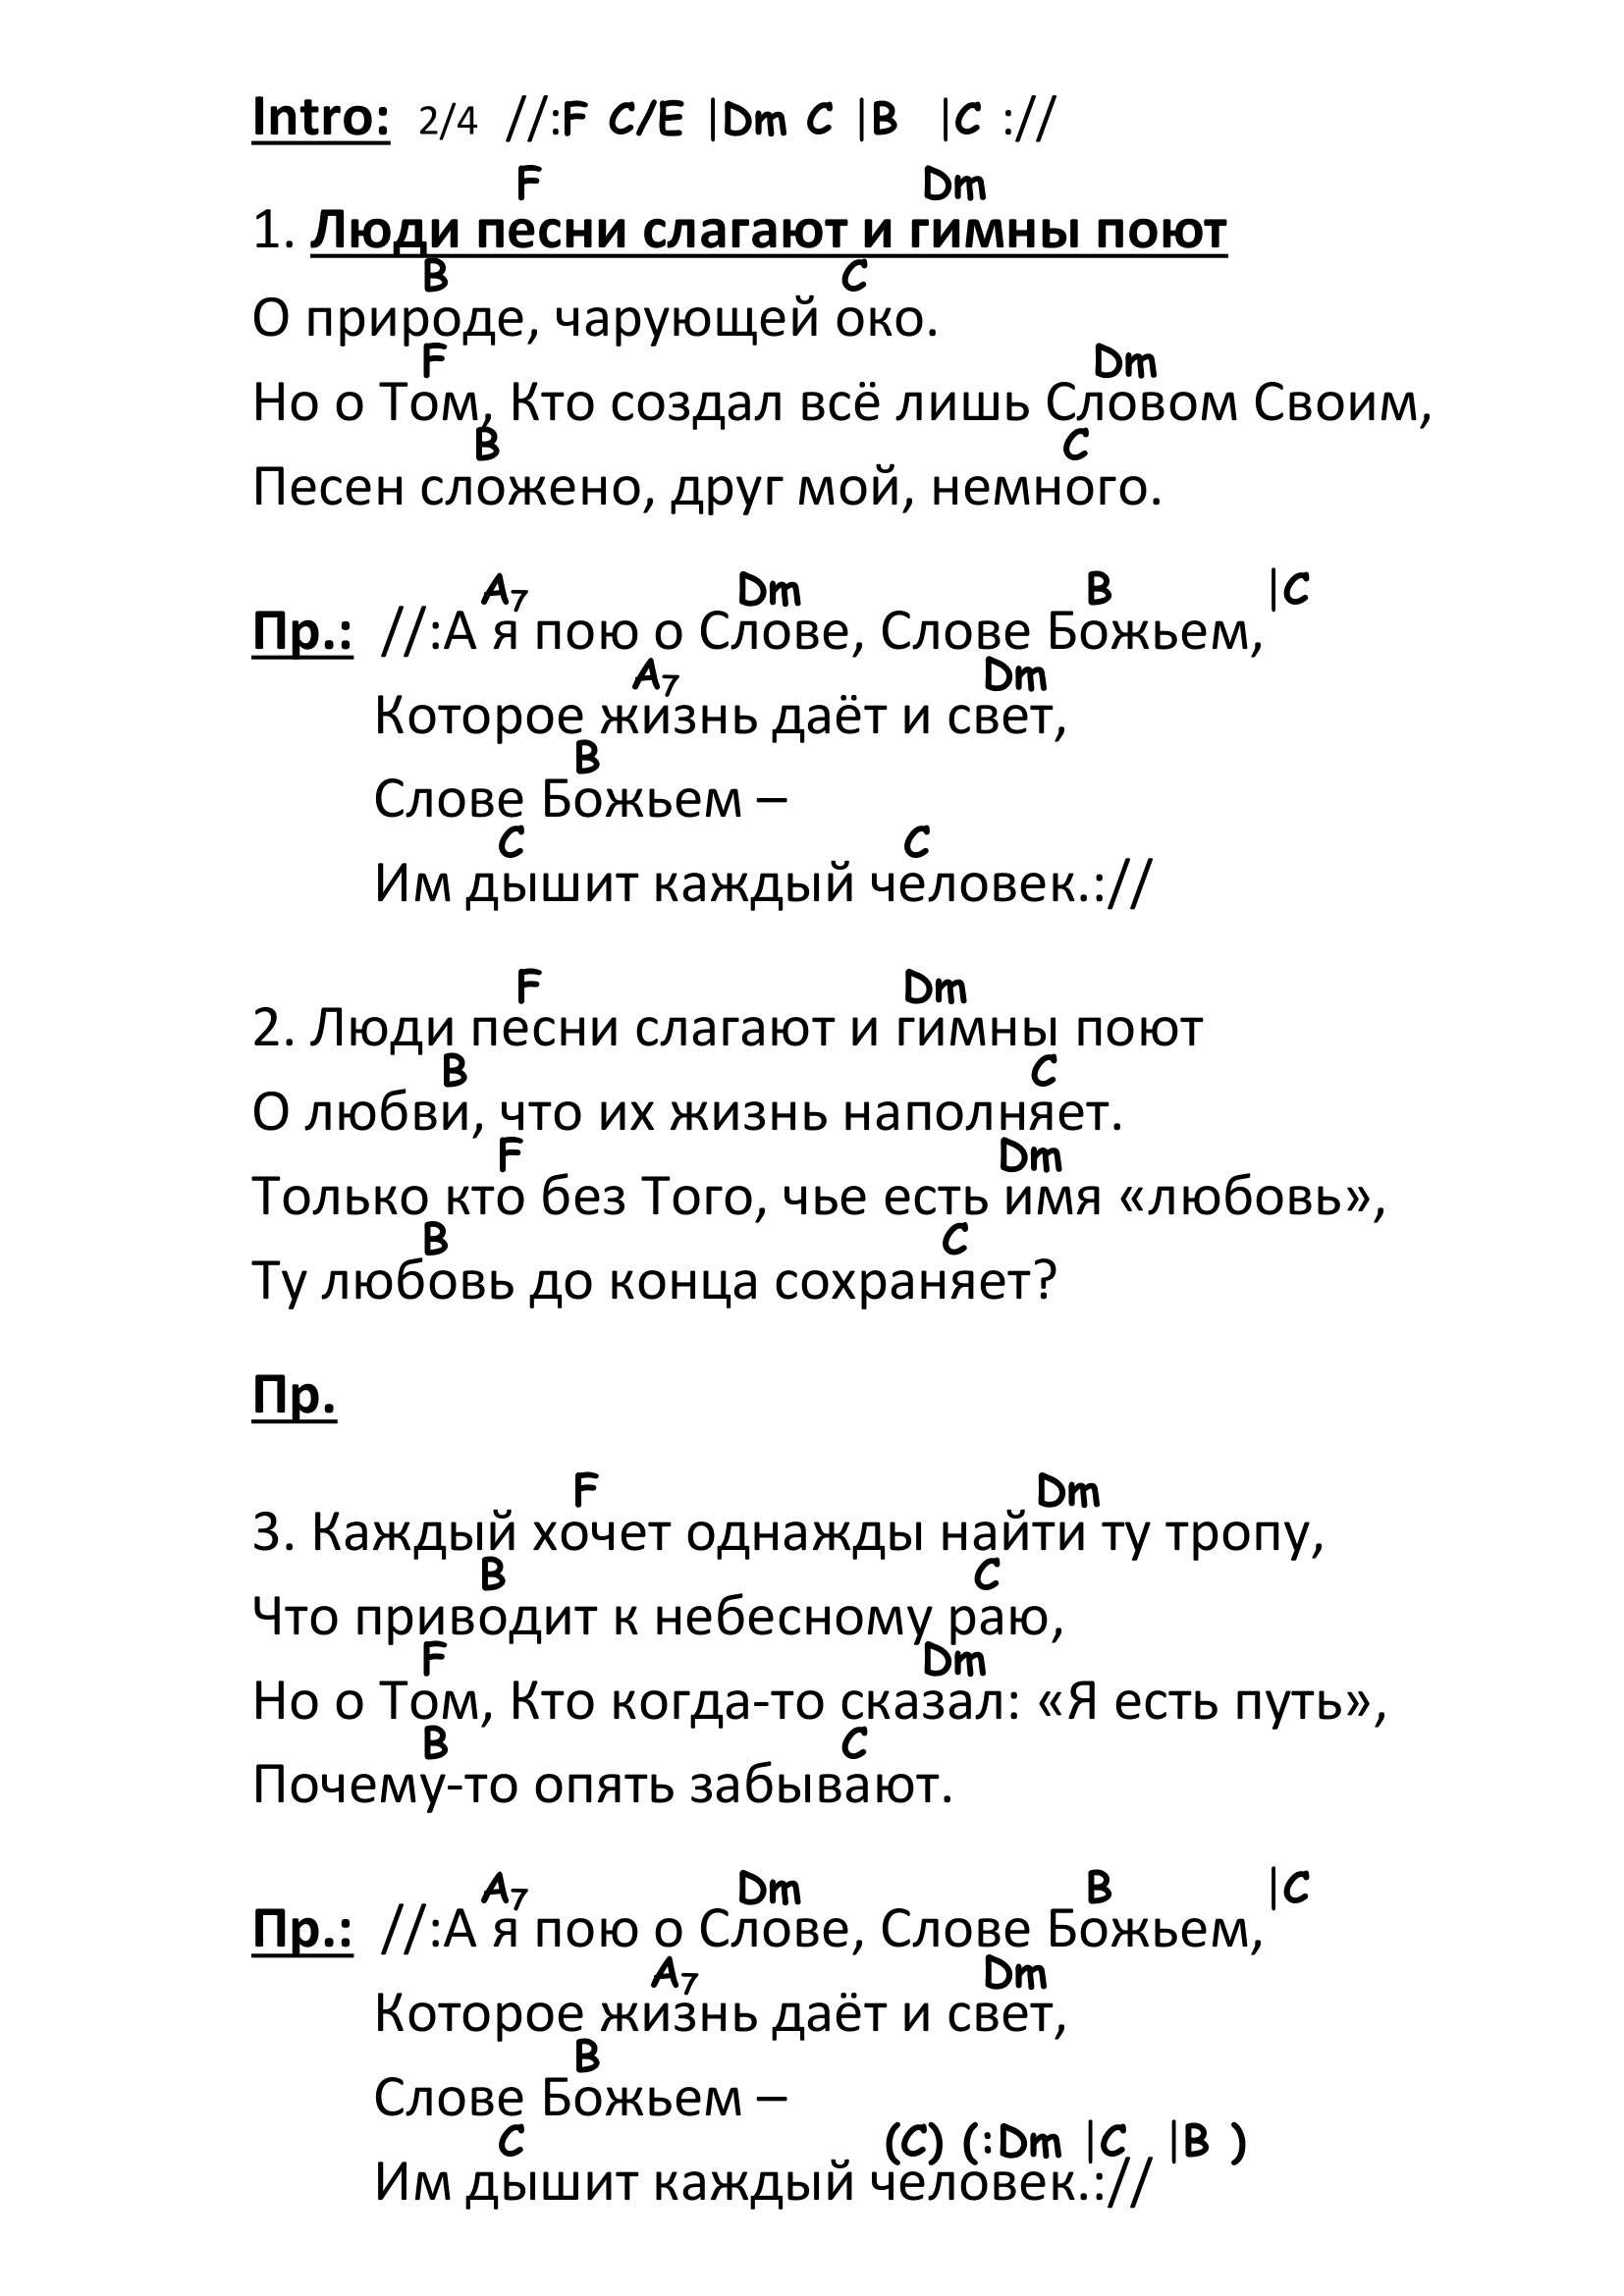 Intro: 2/4 //:F C/E |Dm C |B |C ://
F Dm
1. Люди песни слагают и гимны поют
B C
О природе, чарующей око.
F Dm
Но о Том, Кто создал всё лишь Словом Своим,
B C
Песен сложено, друг мой, немного.
A7 Dm B |C
Пр.: //:А я пою о Слове, Слове Божьем,
A7 Dm
Которое жизнь даёт и свет,
B
Слове Божьем –
C C
Им дышит каждый человек.://
F Dm
2. Люди песни слагают и гимны поют
B C
О любви, что их жизнь наполняет.
F Dm
Только кто без Того, чье есть имя «любовь»,
B C
Ту любовь до конца сохраняет?
Пр.
F Dm
3. Каждый хочет однажды найти ту тропу,
B C
Что приводит к небесному раю,
F Dm
Но о Том, Кто когда-то сказал: «Я есть путь»,
B C
Почему-то опять забывают.
A7 Dm B |C
Пр.: //:А я пою о Слове, Слове Божьем,
A7 Dm
Которое жизнь даёт и свет,
B
Слове Божьем –
C (C) (:Dm |C |B )
Им дышит каждый человек.://